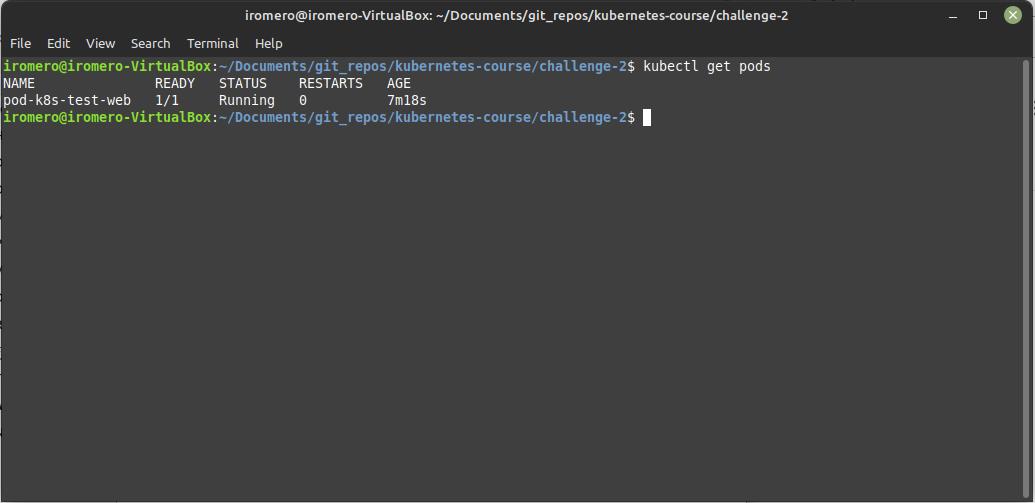 iromero@iromero-VirtualBox: ~/Documents/git_repos/kubernetes-course/challenge-2
File Edit View Search Terminal Help
iromero@iromero-VirtualBox:~/Documents/git_repos/kubernetes-course/challenge-2$ kubectl get pods
NAME READY STATUS RESTARTS AGE
pod-k8s-test-web 1/1 Running 0 7m18s
iromero@iromero-VirtualBox:~/Documents/git_repos/kubernetes-course/challenge-2$